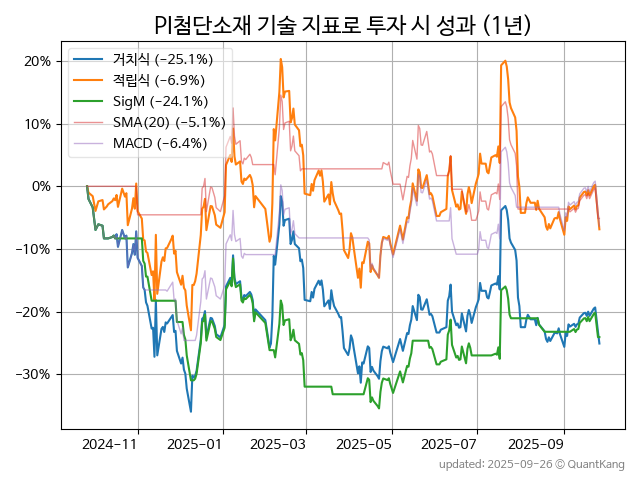 PI첨단소재 기술 지표로 투자 시 성과 (1년)
거치식 (−25.1%)
적립식 (−6.9%)
SigM (−24.1%)
SMA(20) (−5.1%)
MACD (−6.4%)
20%
10%
0%
−10%
−20%
−30%
2024−11
2025−01
2025−03
2025−05
2025−07
2025−09
updated: 2025−09−26 © QuantKang